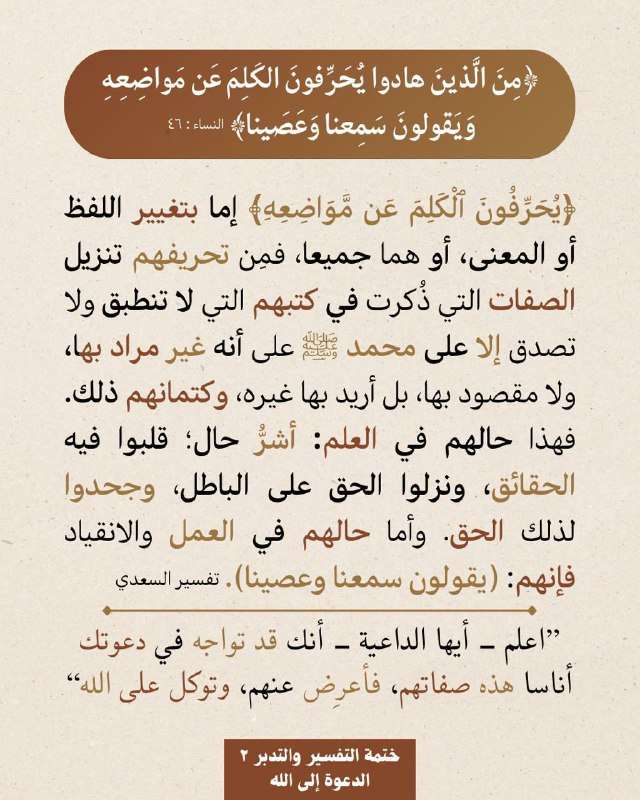 ﴿مِنَ الَّذينَ هادوا يُحَرِّفونَ الكَلِمَ عَن مَواضِعِهِ
وَيَقولونَ سَمِعنا وَعَصَينا﴾ النساء : ٤٦
﴿يُحَرِّفُونَ ٱلْكَلِمَ عَن مَّوَاضِعِهِ﴾ إما بتغيير اللفظ
أو المعنى، أو هما جميعا، فمِن تحريفهم تنزيل
الصفات التي ذُكرت في كتبهم التي لا تنطبق ولا
تصدق إلا على محمد ﷺ على أنه غير مراد بها،
ولا مقصود بها، بل أريد بها غيره، وكتمانهم ذلك.
فهذا حالهم في العلم: أشرُّ حال؛ قلبوا فيه
الحقائق، ونزلوا الحق على الباطل، وجحدوا
لذلك الحق. وأما حالهم في العمل والانقياد
فإنهم: (يقولون سمعنا وعصينا). تفسير السعدي
”اعلم – أيها الداعية – أنك قد تواجه في دعوتك
أناسا هذه صفاتهم، فأعرِض عنهم، وتوكل على الله“
ختمة التفسير والتدبر ٢
الدعوة إلى الله